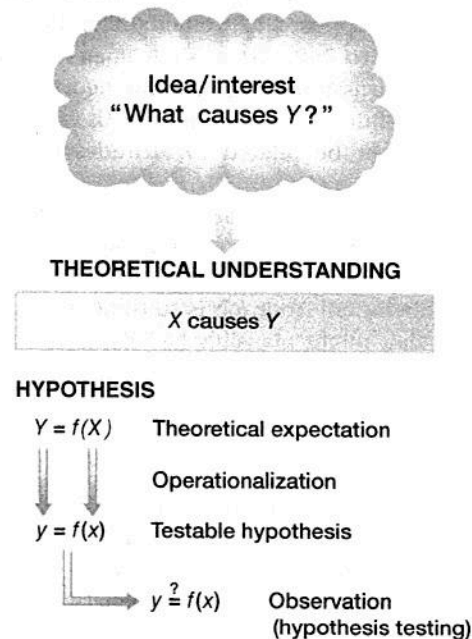 Idea/interest
"What causes Y?"
THEORETICAL UNDERSTANDING
X causes Y
HYPOTHESIS
Y = f(X) Theoretical expectation
Operationalization
y = f(x) Testable hypothesis
y ≟ f(x) Observation
(hypothesis testing)